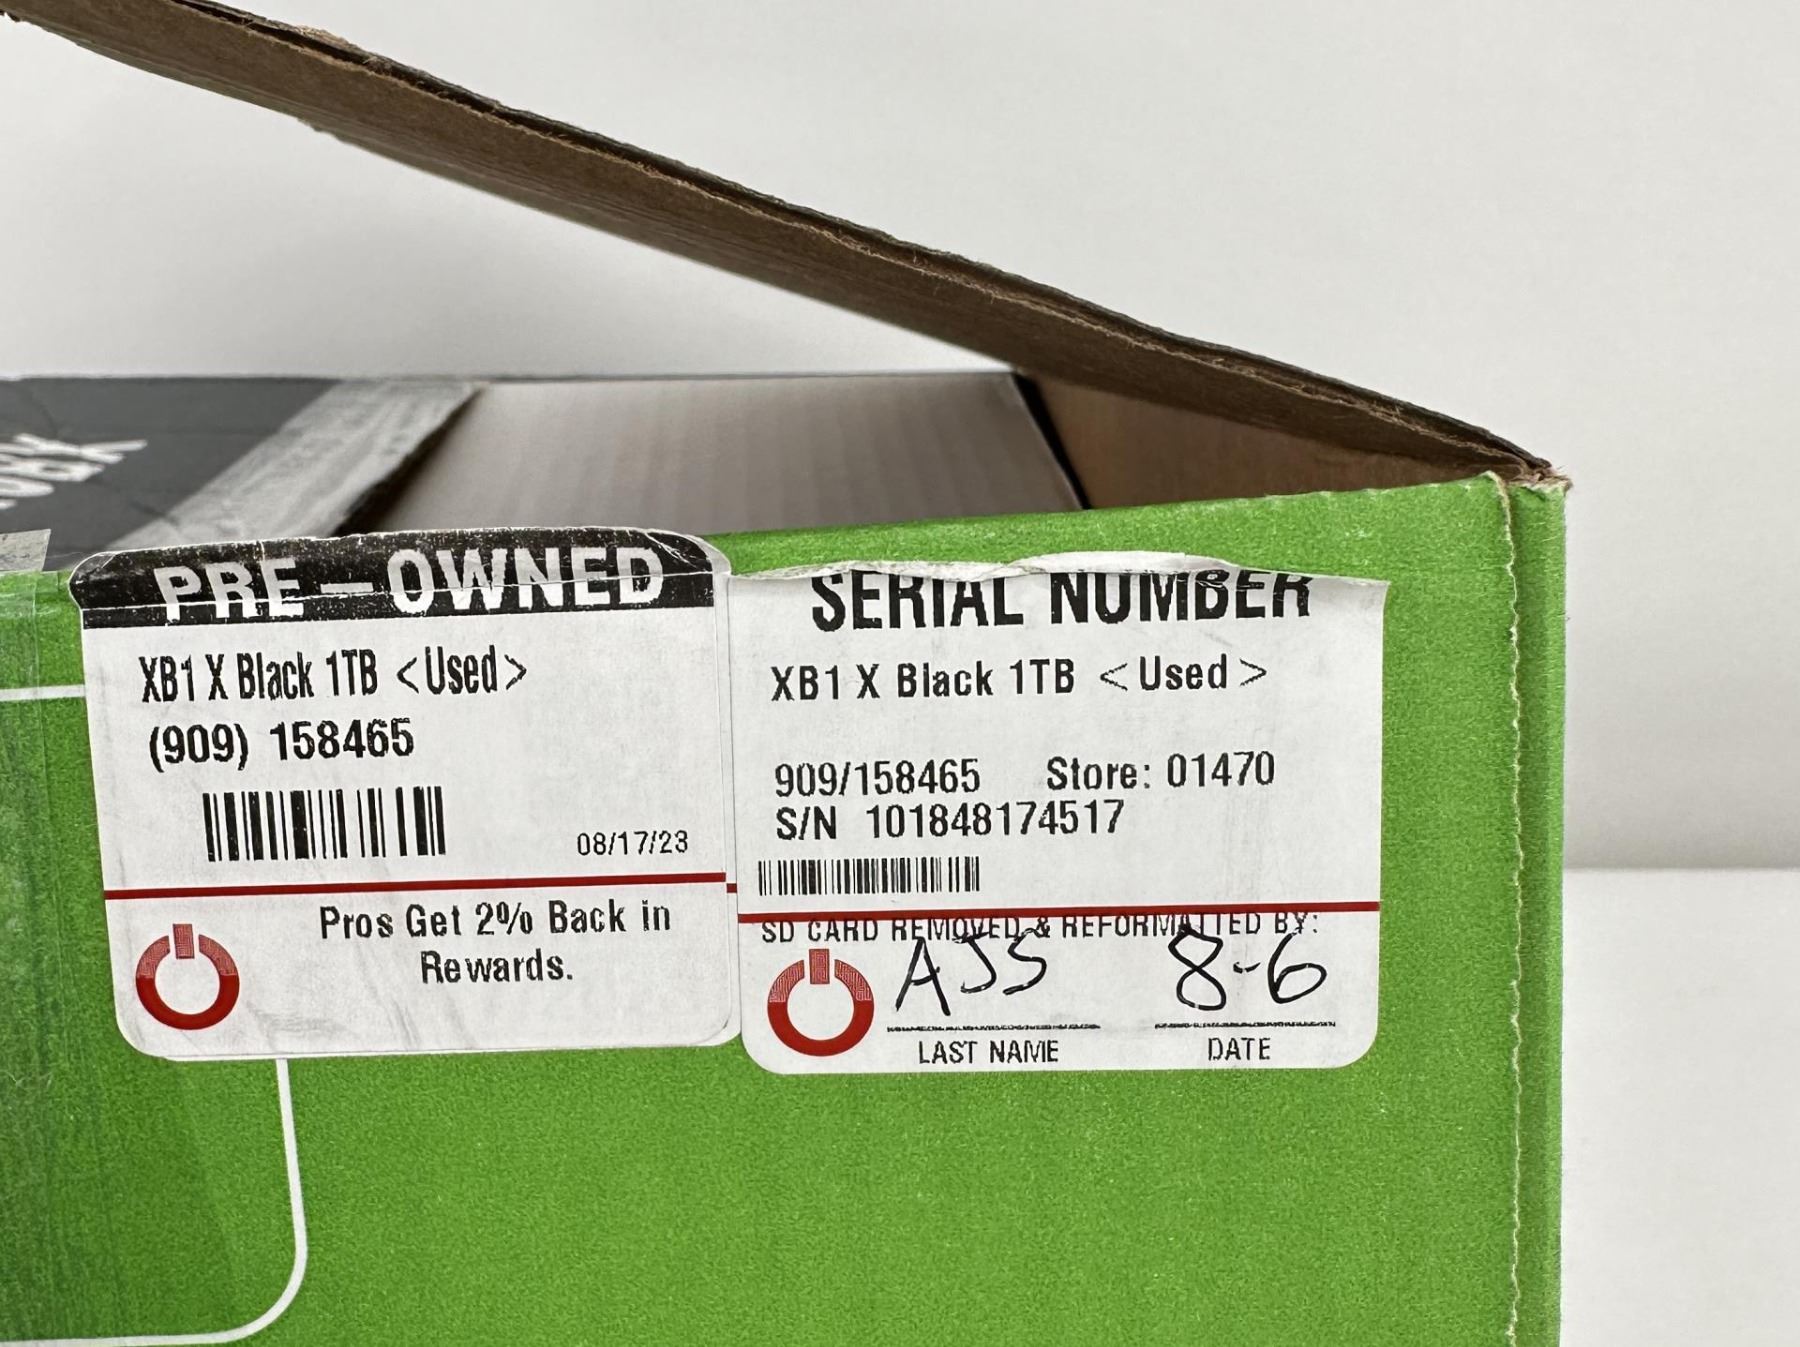 PRE-OWNED
XB1 X Black 1TB <Used>
(909) 158465
08/17/23
Pros Get 2% Back in
Rewards.
SERIAL NUMBER
XB1 X Black 1TB <Used>
909/158465 Store: 01470
S/N 101848174517
SD CARD REMOVED & REFORMATTED BY:
AJS 8-6
LAST NAME DATE